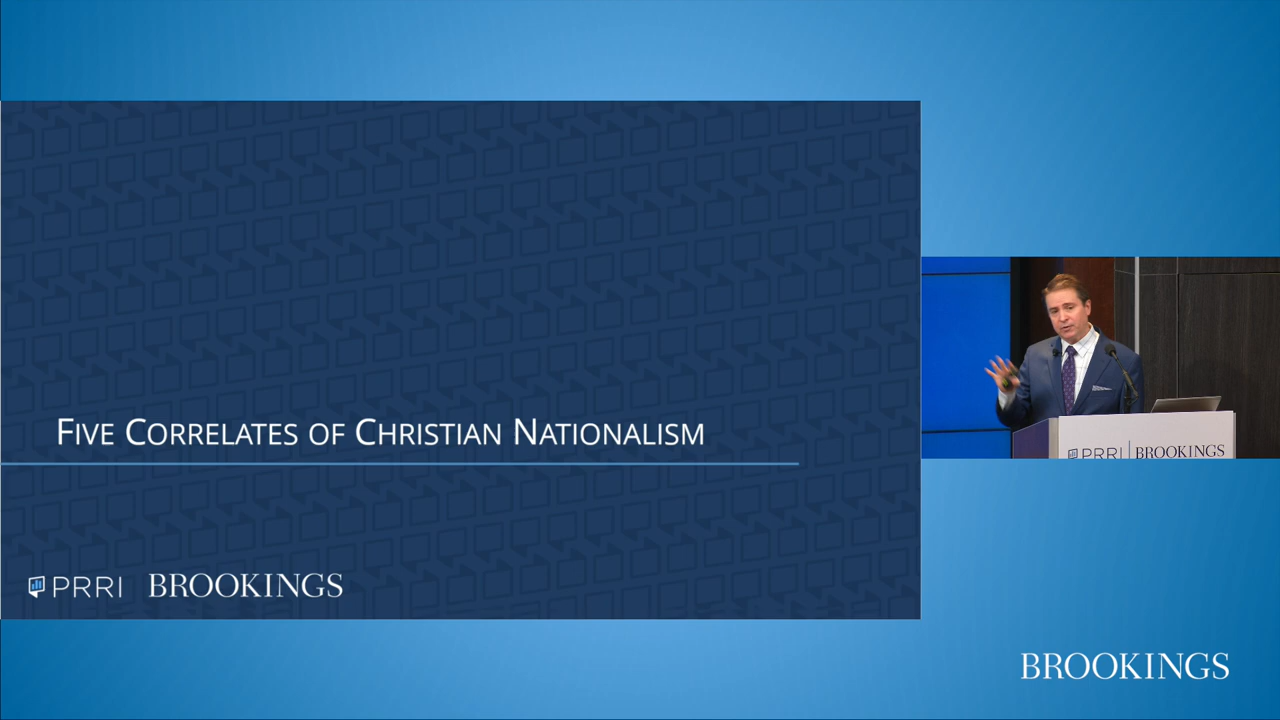 FIVE CORRELATES OF CHRISTIAN NATIONALISM
PRRI BROOKINGS
PRRI BROOKINGS
BROOKINGS